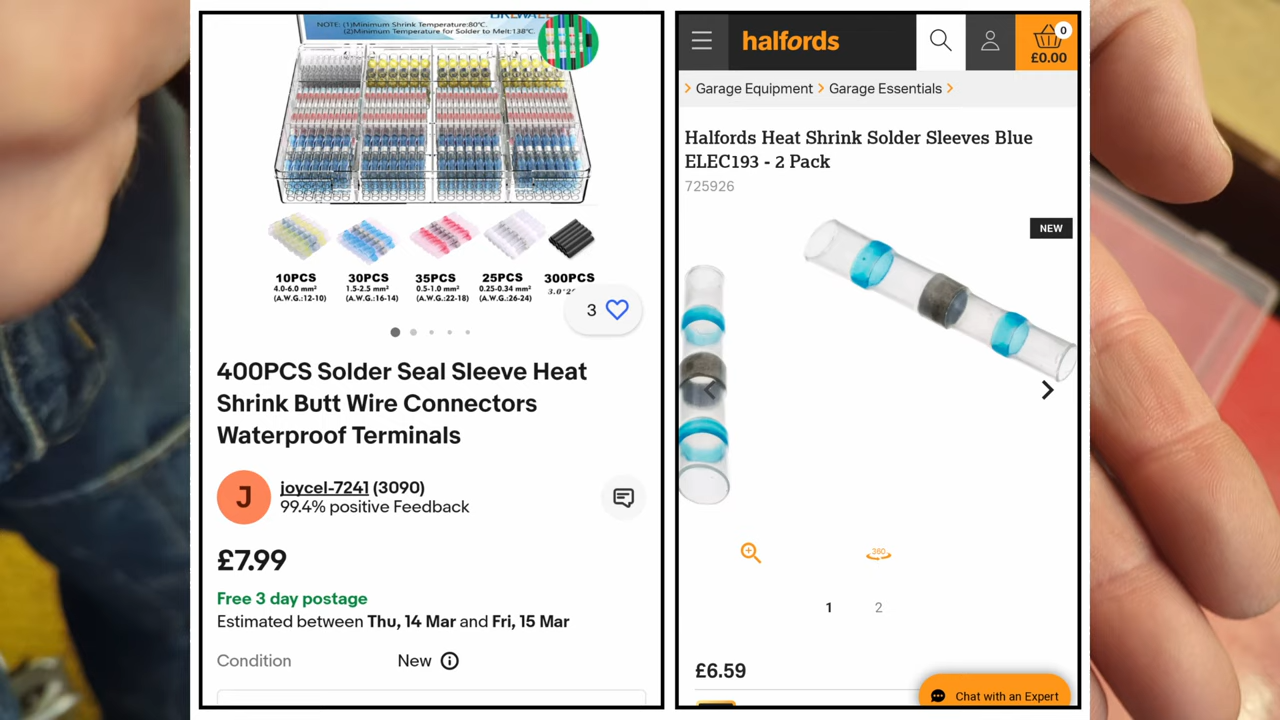 NOTE: (1)Minimum Shrink Temperature:80℃.
(2)Minimum Temperature for Solder to Melt:138℃.
10PCS
4.0-6.0 mm²
(A.W.G.:12-10)
30PCS
1.5-2.5 mm²
(A.W.G.:16-14)
35PCS
0.5-1.0 mm²
(A.W.G.:22-18)
25PCS
0.25-0.34 mm²
(A.W.G.:26-24)
300PCS
3
400PCS Solder Seal Sleeve Heat
Shrink Butt Wire Connectors
Waterproof Terminals
J
joycel-7241 (3090)
99.4% positive Feedback
£7.99
Free 3 day postage
Estimated between Thu, 14 Mar and Fri, 15 Mar
Condition New
halfords
0
£0.00
Garage Equipment Garage Essentials
Halfords Heat Shrink Solder Sleeves Blue
ELEC193 - 2 Pack
725926
NEW
360
1 2
£6.59
Chat with an Expert